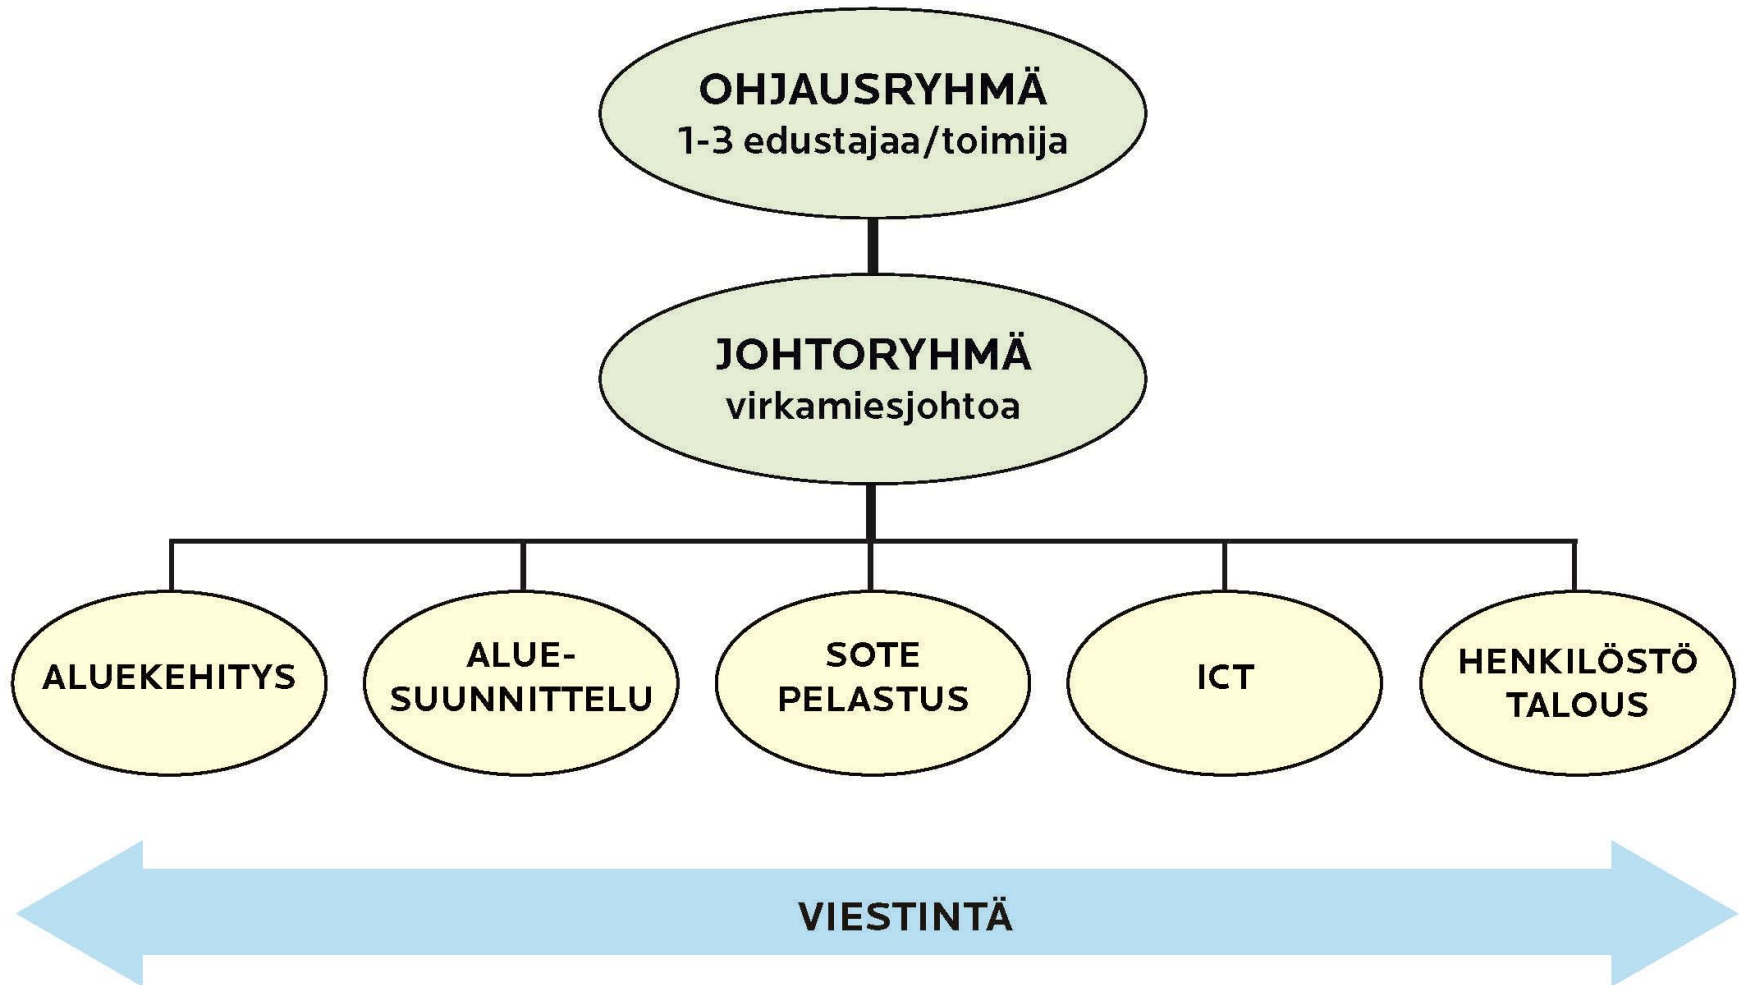 OHJAUSRYHMÄ
1-3 edustajaa/toimija
JOHTORYHMÄ
virkamiesjohtoa
ALUEKEHITYS
ALUE-
SUUNNITTELU
SOTE
PELASTUS
ICT
HENKILÖSTÖ
TALOUS
VIESTINTÄ